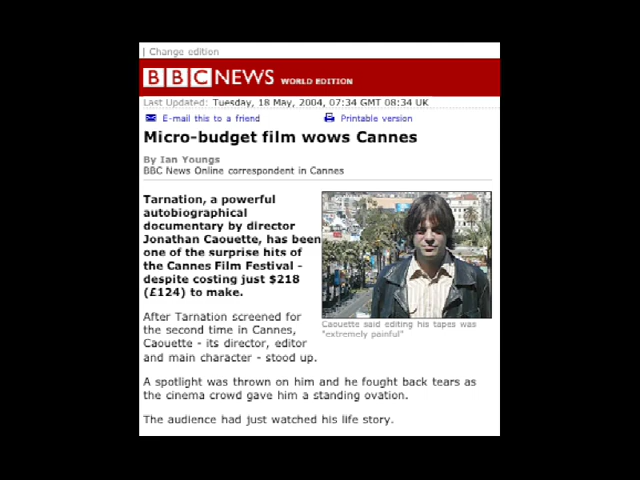 | Change edition
BBC NEWS WORLD EDITION
Last Updated: Tuesday, 18 May, 2004, 07:34 GMT 08:34 UK
E-mail this to a friend
Printable version
Micro-budget film wows Cannes
By Ian Youngs
BBC News Online correspondent in Cannes
Tarnation, a powerful
autobiographical
documentary by director
Jonathan Caouette, has been
one of the surprise hits of
the Cannes Film Festival -
despite costing just $218
(£124) to make.
Caouette said editing his tapes was
"extremely painful"
After Tarnation screened for
the second time in Cannes,
Caouette - its director, editor
and main character - stood up.
A spotlight was thrown on him and he fought back tears as
the cinema crowd gave him a standing ovation.
The audience had just watched his life story.